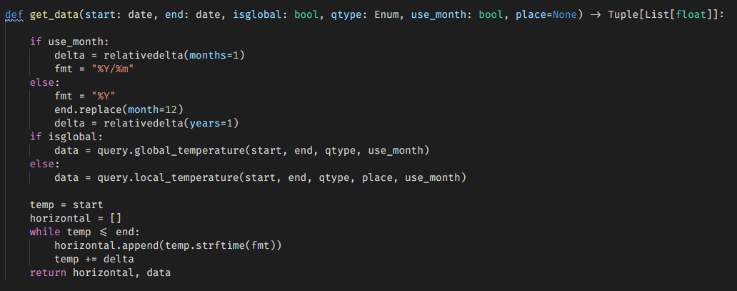 def get_data(start: date, end: date, isglobal: bool, qtype: Enum, use_month: bool, place=None) → Tuple[List[float]]:
    if use_month:
        delta = relativedelta(months=1)
        fmt = "%Y/%m"
    else:
        fmt = "%Y"
        end.replace(month=12)
        delta = relativedelta(years=1)
    if isglobal:
        data = query.global_temperature(start, end, qtype, use_month)
    else:
        data = query.local_temperature(start, end, qtype, place, use_month)
    temp = start
    horizontal = []
    while temp ≤ end:
        horizontal.append(temp.strftime(fmt))
        temp += delta
    return horizontal, data